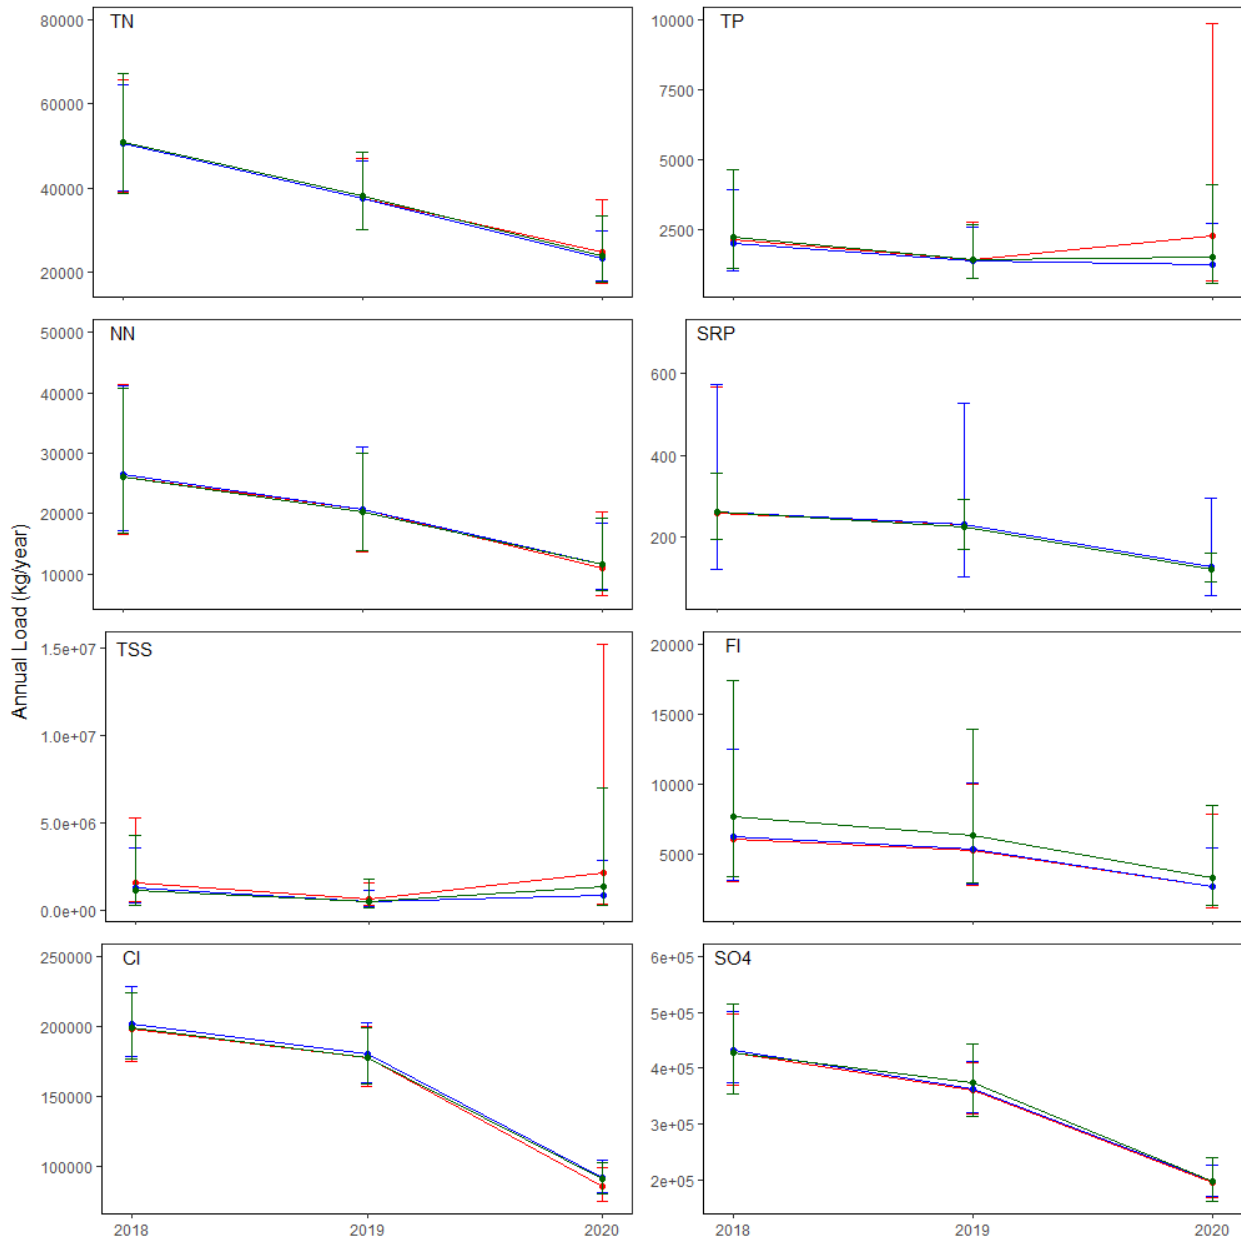 TN
80000
60000
40000
20000
TP
10000
7500
5000
2500
NN
50000
40000
30000
20000
10000
SRP
600
400
200
Annual Load (kg/year)
TSS
1.5e+07
1.0e+07
5.0e+06
0.0e+00
FI
20000
15000
10000
5000
Cl
250000
200000
150000
100000
2018
2019
2020
SO4
6e+05
5e+05
4e+05
3e+05
2e+05
2018
2019
2020